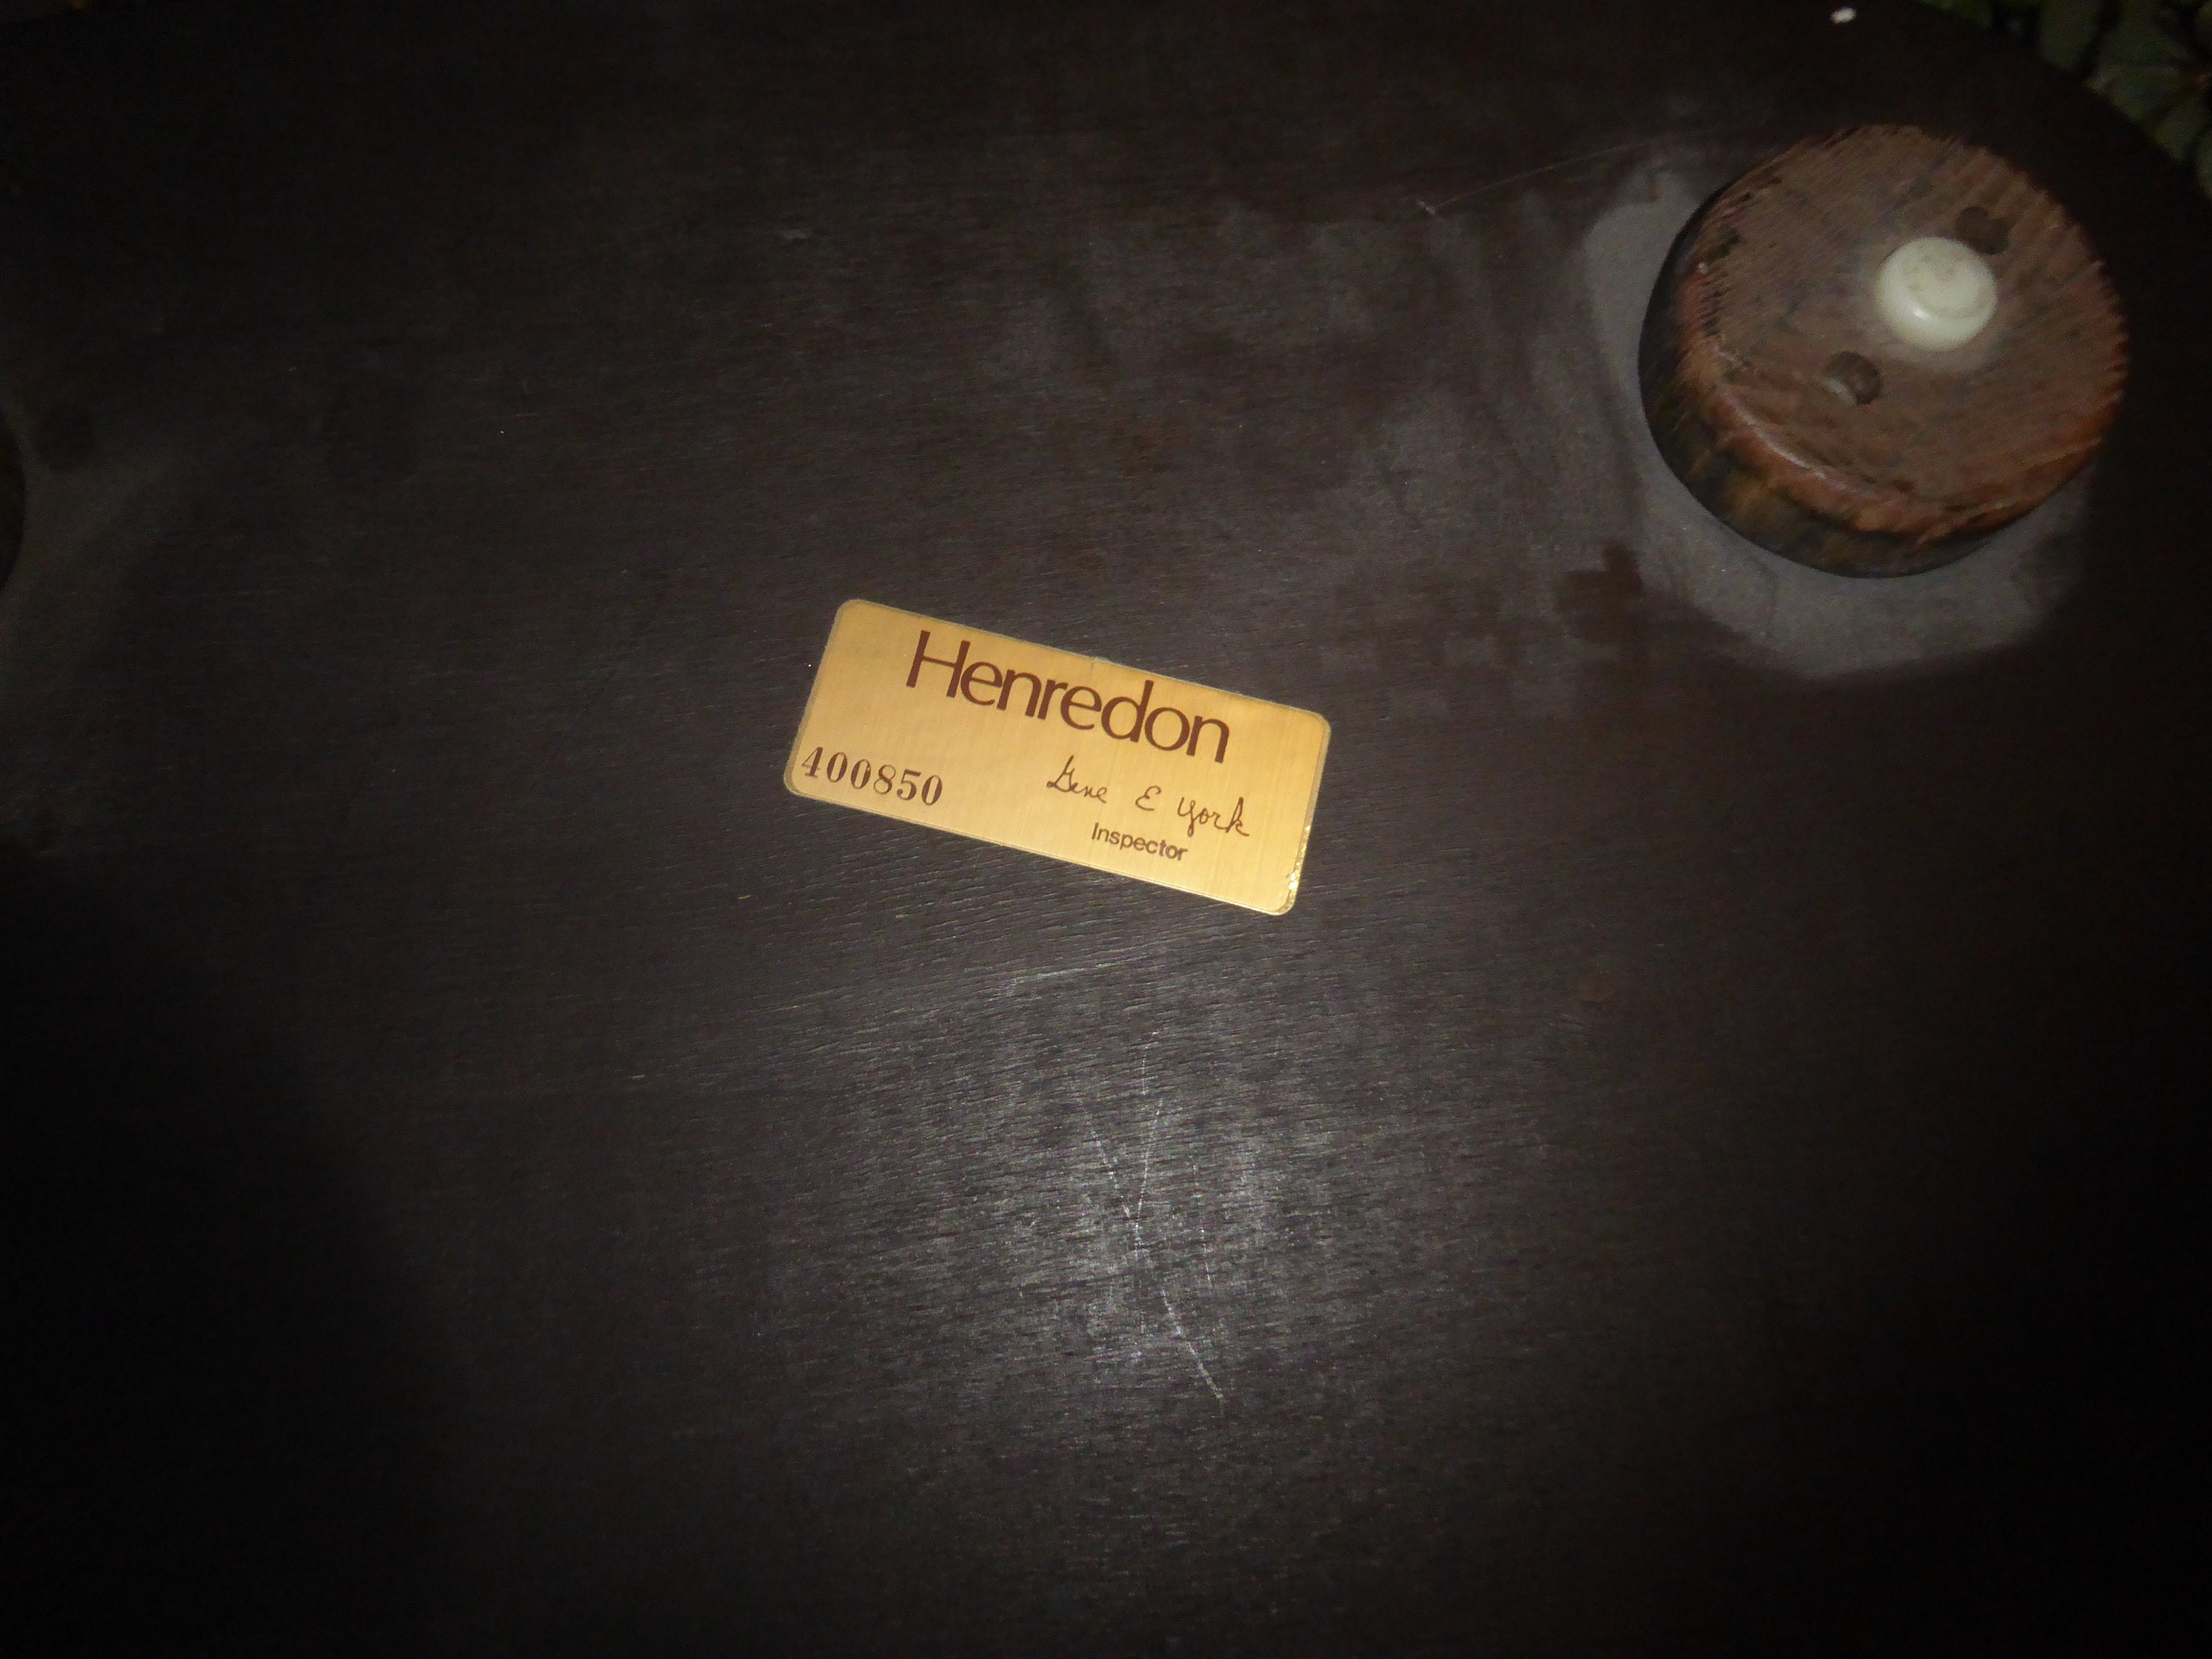 Henredon
400850
Gene E York
Inspector